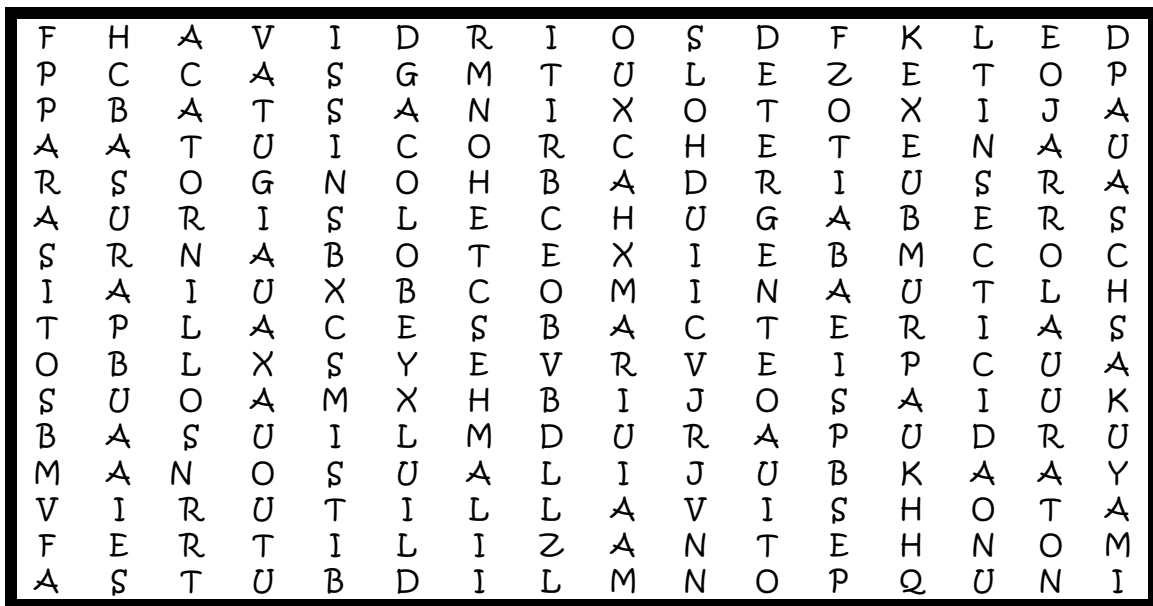 F H A V I D R I O S D F K L E D
P C C A S G M T U L E Z E T O P
P B A T S A N I X O T O X I J A
A A T U I C O R C H E T E N A U
R S O G N O H B A D R I U S R A
A U R I S L E C H U G A B E R S
S R N A B O T E X I E B M C O C
I A I U X B C O M I N A U T L H
T P L A C E S B A C T E R I A S
O B L X S Y E V R V E I P C U A
S U O A M X H B I J O S A I U K
B A S U I L M D U R A P U D R U
M A N O S U A L I J U B K A A Y
V I R U T I L L A V I S H O T A
F E R T I L I Z A N T E H N O M
A S T U B D I L M N O P Q U N I